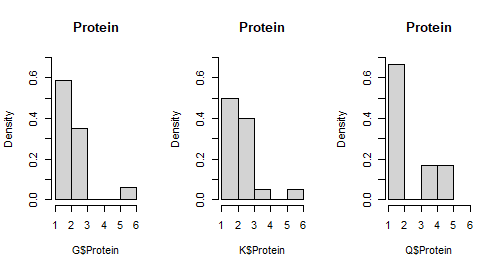 Protein
Density
0.0 0.2 0.4 0.6
1 2 3 4 5 6
G$Protein
Protein
Density
0.0 0.2 0.4 0.6
1 2 3 4 5 6
K$Protein
Protein
Density
0.0 0.2 0.4 0.6
1 2 3 4 5 6
Q$Protein